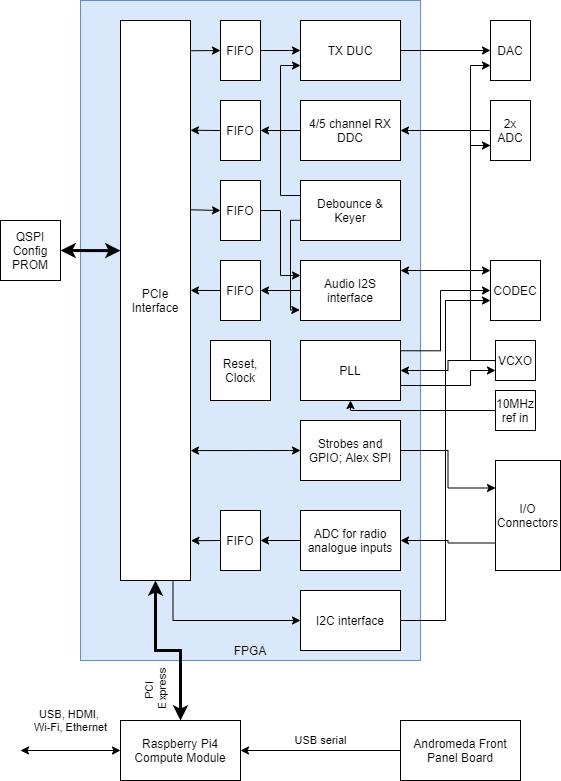 FIFO
TX DUC
DAC
FIFO
4/5 channel RX
DDC
2x
ADC
FIFO
Debounce &
Keyer
QSPI
Config
PROM
PCIe
Interface
FIFO
Audio I2S
interface
CODEC
Reset,
Clock
PLL
VCXO
10MHz
ref in
Strobes and
GPIO; Alex SPI
I/O
Connectors
FIFO
ADC for radio
analogue inputs
I2C interface
FPGA
PCI
Express
USB, HDMI,
Wi-Fi, Ethernet
Raspberry Pi4
Compute Module
USB serial
Andromeda Front
Panel Board